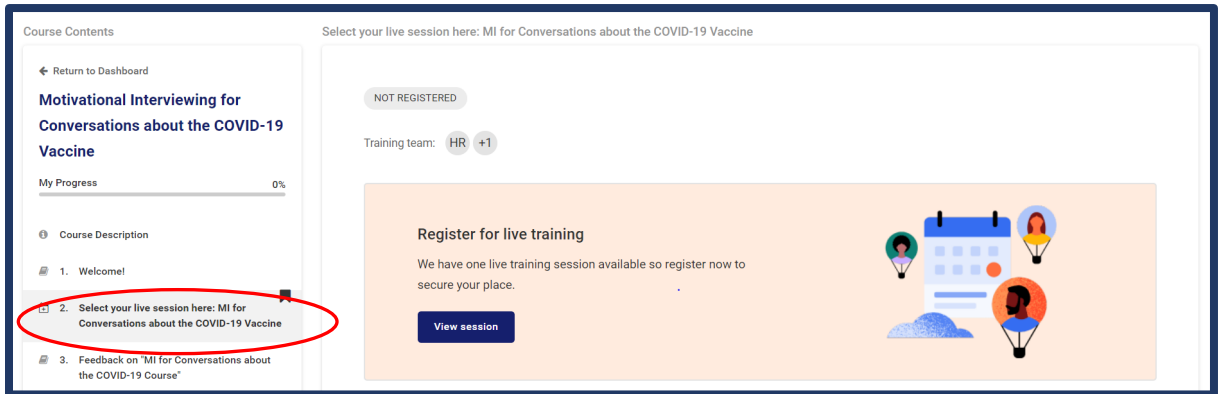 Course Contents
Select your live session here: MI for Conversations about the COVID-19 Vaccine
Return to Dashboard
Motivational Interviewing for
Conversations about the COVID-19
Vaccine
My Progress 0%
Course Description
1. Welcome!
2. Select your live session here: MI for
Conversations about the COVID-19 Vaccine
3. Feedback on "MI for Conversations about
the COVID-19 Course"
NOT REGISTERED
Training team: HR +1
Register for live training
We have one live training session available so register now to
secure your place.
View session